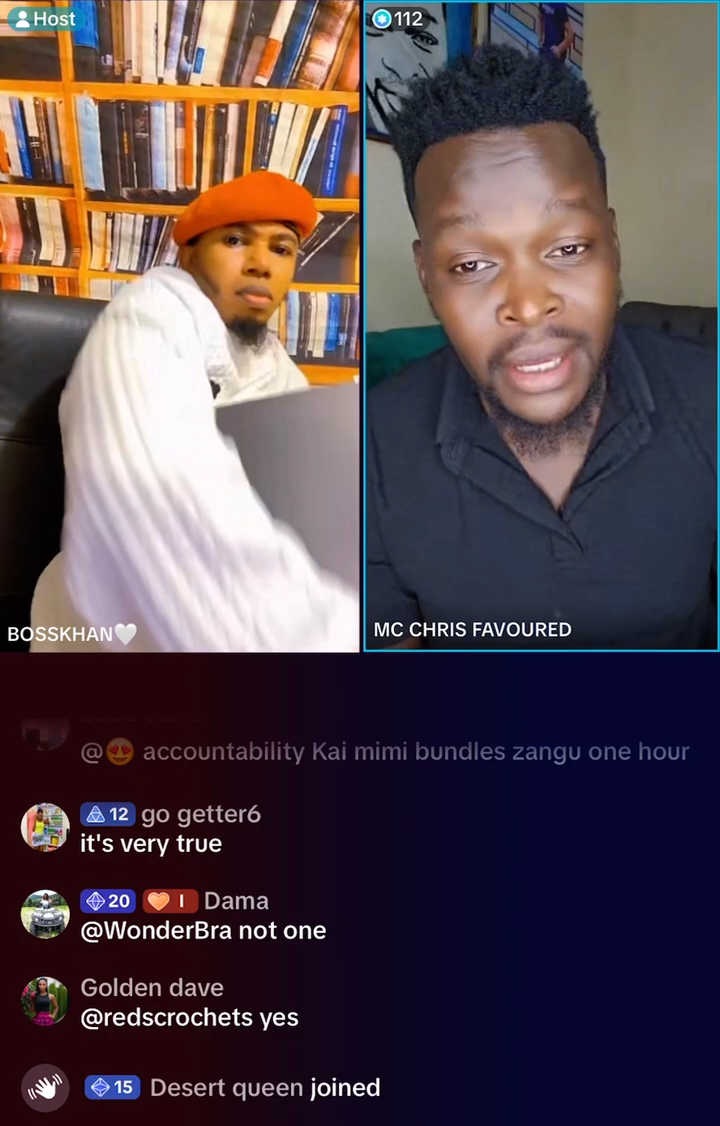 Host
112
BOSSKHAN🤍
MC CHRIS FAVOURED
@😍 accountability Kai mimi bundles zangu one hour
12 go getter6
it's very true
20 I Dama
@WonderBra not one
Golden dave
@redscrochets yes
15 Desert queen joined